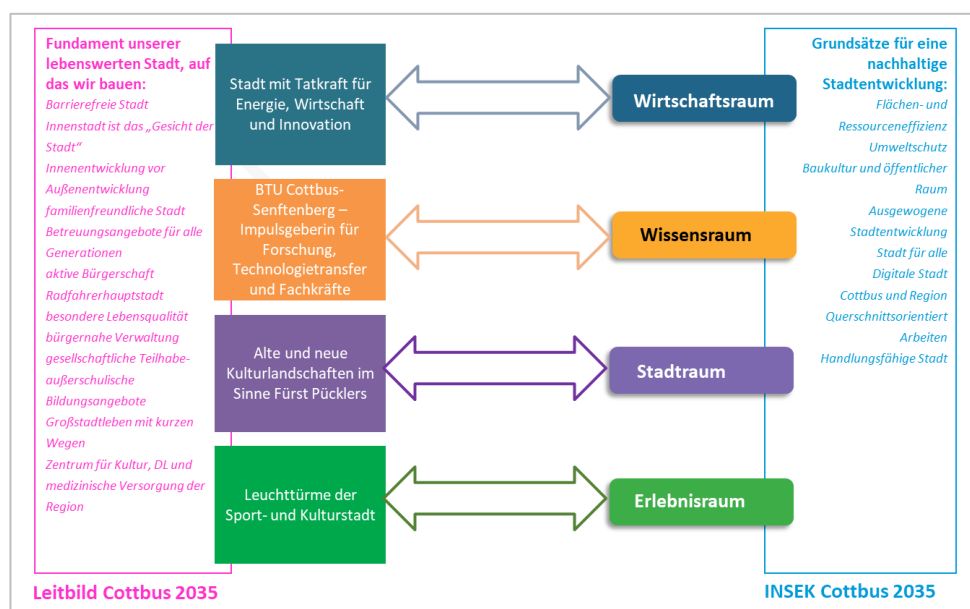 Fundament unserer
lebenswerten Stadt, auf
das wir bauen:
Barrierefreie Stadt
Innenstadt ist das „Gesicht der
Stadt“
Innenentwicklung vor
Außenentwicklung
familienfreundliche Stadt
Betreuungsangebote für alle
Generationen
aktive Bürgerschaft
Radfahrerhauptstadt
besondere Lebensqualität
bürgernahe Verwaltung
gesellschaftliche Teilhabe-
außerschulische
Bildungsangebote
Großstadtleben mit kurzen
Wegen
Zentrum für Kultur, DL und
medizinische Versorgung der
Region
Leitbild Cottbus 2035
Stadt mit Tatkraft für
Energie, Wirtschaft
und Innovation
Wirtschaftsraum
BTU Cottbus-
Senftenberg –
Impulsgeberin für
Forschung,
Technologietransfer
und Fachkräfte
Wissensraum
Alte und neue
Kulturlandschaften im
Sinne Fürst Pücklers
Stadtraum
Leuchttürme der
Sport- und Kulturstadt
Erlebnisraum
Grundsätze für eine
nachhaltige
Stadtentwicklung:
Flächen- und
Ressourceneffizienz
Umweltschutz
Baukultur und öffentlicher
Raum
Ausgewogene
Stadtentwicklung
Stadt für alle
Digitale Stadt
Cottbus und Region
Querschnittsorientiert
Arbeiten
Handlungsfähige Stadt
INSEK Cottbus 2035